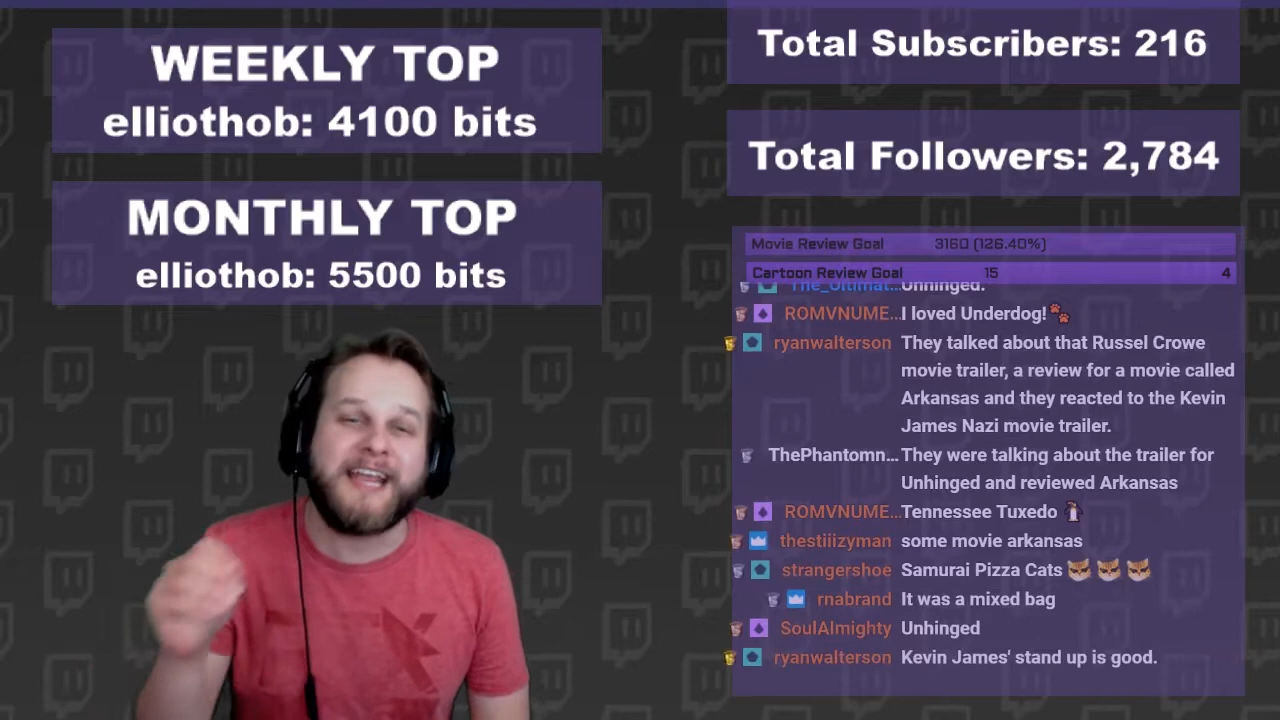 WEEKLY TOP
elliothob: 4100 bits
MONTHLY TOP
elliothob: 5500 bits
Total Subscribers: 216
Total Followers: 2,784
Movie Review Goal 3160 (126.40%)
Cartoon Review Goal 15 4
The_Ultimat... Unhinged.
ROMVNUME... I loved Underdog!
ryanwalterson They talked about that Russel Crowe
movie trailer, a review for a movie called
Arkansas and they reacted to the Kevin
James Nazi movie trailer.
ThePhantomn... They were talking about the trailer for
Unhinged and reviewed Arkansas
ROMVNUME... Tennessee Tuxedo
thestiiizyman some movie arkansas
strangershoe Samurai Pizza Cats
rnabrand It was a mixed bag
SoulAlmighty Unhinged
ryanwalterson Kevin James' stand up is good.